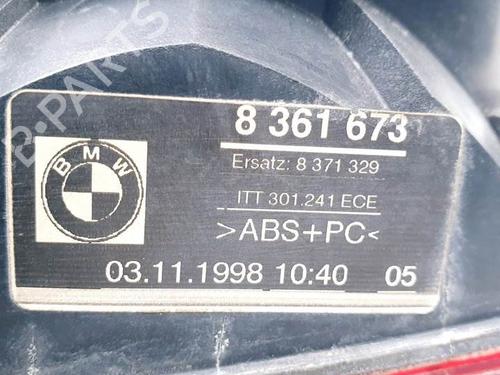 B-PARTS
8 361 673
Ersatz: 8 371 329
BMW
ITT 301.241 ECE
>ABS+PC<
03.11.1998 10:40 05